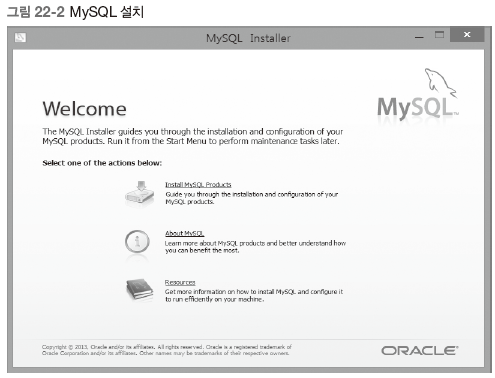 그림 22-2 MySQL 설치
MySQL Installer
MySQL™
Welcome
The MySQL Installer guides you through the installation and configuration of your
MySQL products. Run it from the Start Menu to perform maintenance tasks later.
Select one of the actions below:
Install MySQL Products
Guide you through the installation and configuration of your
MySQL products.
About MySQL
Learn more about MySQL products and better understand how
you can benefit the most.
Resources
Get more information on how to install MySQL and configure it
to run efficiently on your machine.
Copyright © 2013, Oracle and/or its affiliates. All rights reserved. Oracle is a registered trademark of
Oracle Corporation and/or its affiliates. Other names may be trademarks of their respective owners.
ORACLE®